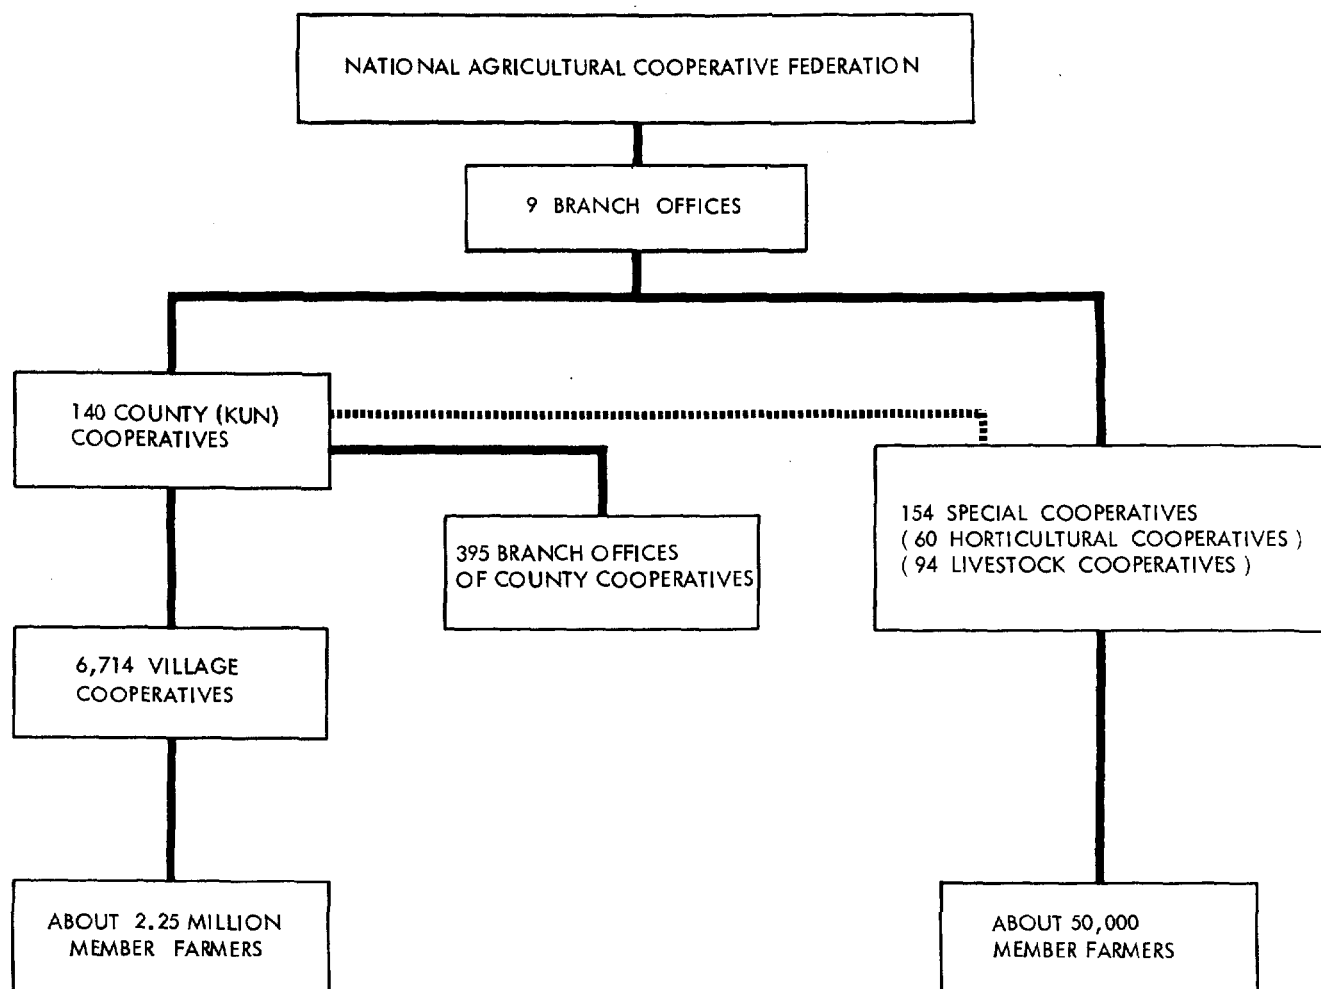 NATIONAL AGRICULTURAL COOPERATIVE FEDERATION
9 BRANCH OFFICES
140 COUNTY (KUN)
COOPERATIVES
395 BRANCH OFFICES
OF COUNTY COOPERATIVES
154 SPECIAL COOPERATIVES
( 60 HORTICULTURAL COOPERATIVES )
( 94 LIVESTOCK COOPERATIVES )
6,714 VILLAGE
COOPERATIVES
ABOUT 2.25 MILLION
MEMBER FARMERS
ABOUT 50,000
MEMBER FARMERS